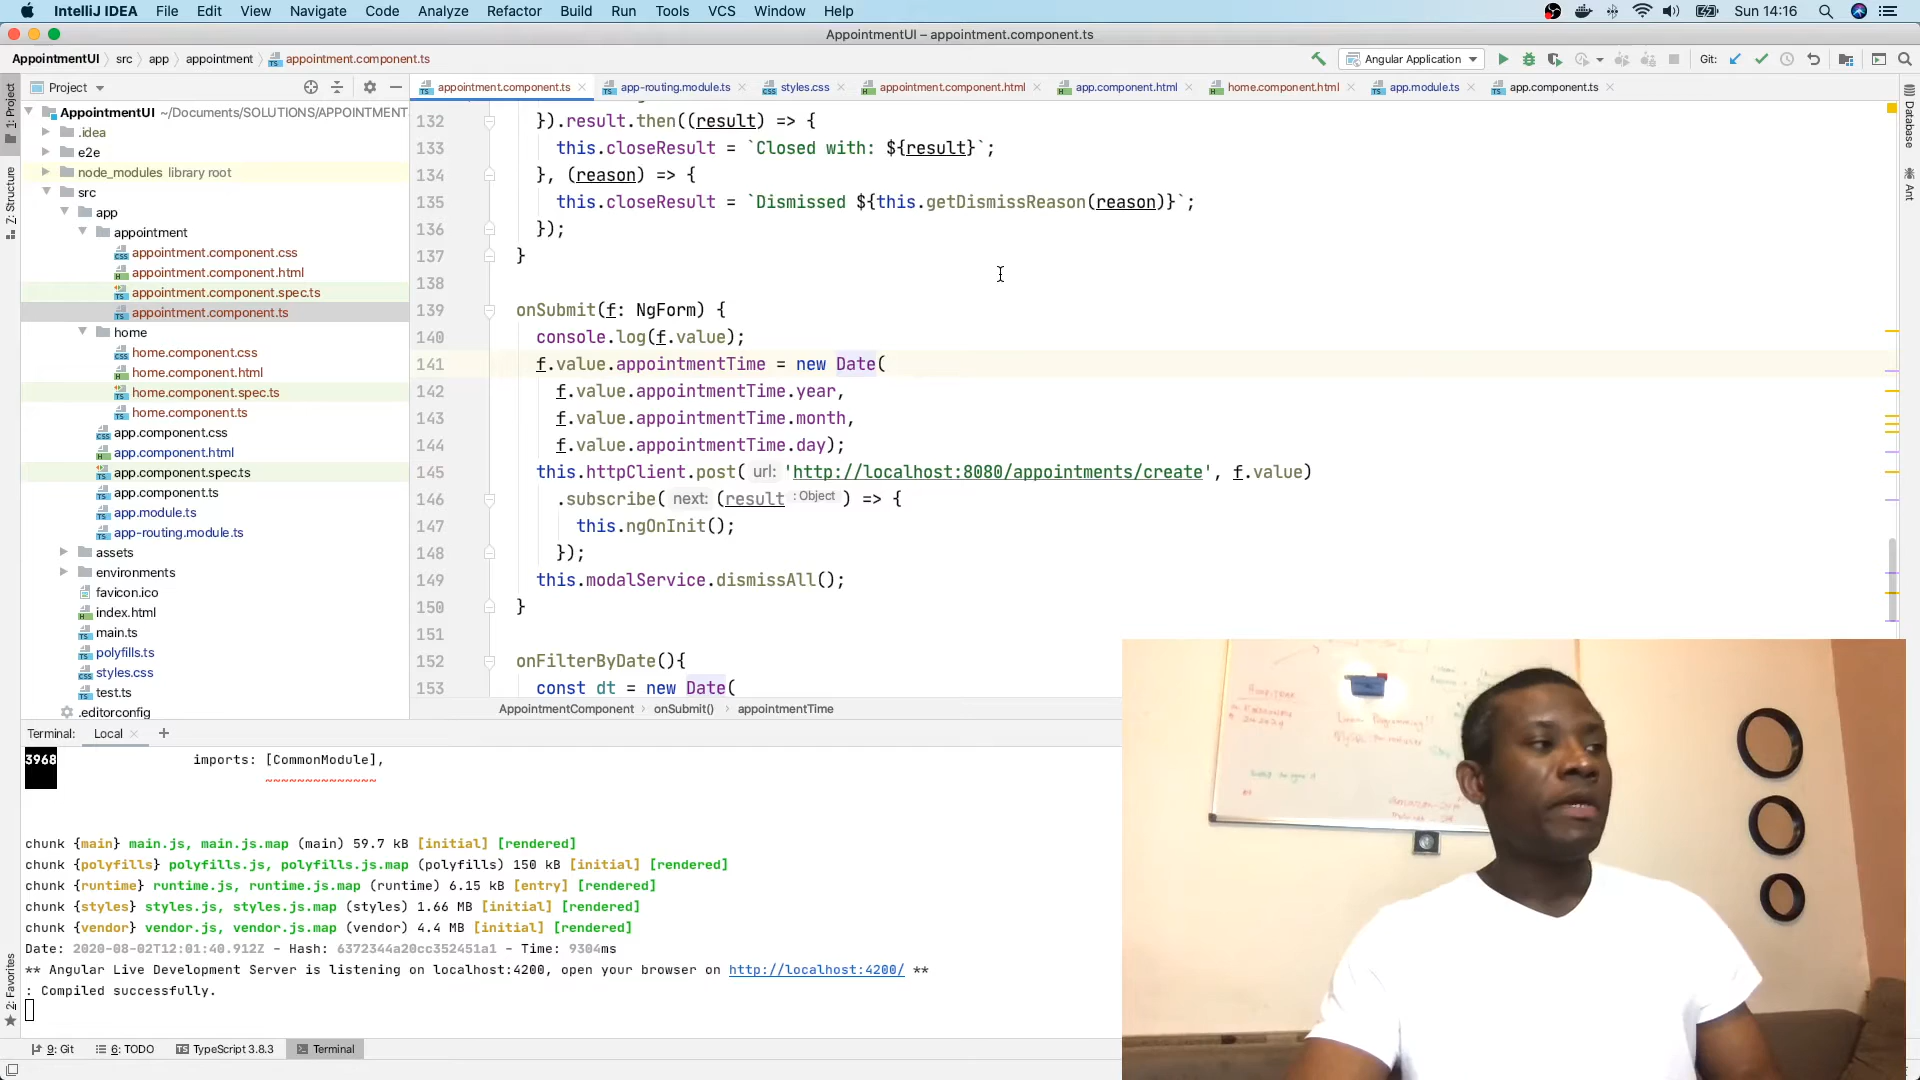 IntelliJ IDEA File Edit View Navigate Code Analyze Refactor Build Run Tools VCS Window Help Sun 14:16
AppointmentUI – appointment.component.ts
AppointmentUI src app appointment appointment.component.ts Angular Application Git:
Project
appointment.component.ts app-routing.module.ts styles.css appointment.component.html app.component.html home.component.html app.module.ts app.component.ts
1: Project
7: Structure
2: Favorites
Database
Ant
AppointmentUI ~/Documents/SOLUTIONS/APPOINTMENT
.idea
e2e
node_modules library root
src
app
appointment
appointment.component.css
appointment.component.html
appointment.component.spec.ts
appointment.component.ts
home
home.component.css
home.component.html
home.component.spec.ts
home.component.ts
app.component.css
app.component.html
app.component.spec.ts
app.component.ts
app.module.ts
app-routing.module.ts
assets
environments
favicon.ico
index.html
main.ts
polyfills.ts
styles.css
test.ts
.editorconfig
132 }).result.then((result) => {
133 this.closeResult = `Closed with: ${result}`;
134 }, (reason) => {
135 this.closeResult = `Dismissed ${this.getDismissReason(reason)}`;
136 });
137 }
138
139 onSubmit(f: NgForm) {
140 console.log(f.value);
141 f.value.appointmentTime = new Date(
142 f.value.appointmentTime.year,
143 f.value.appointmentTime.month,
144 f.value.appointmentTime.day);
145 this.httpClient.post( url: 'http://localhost:8080/appointments/create', f.value)
146 .subscribe( next: (result : Object ) => {
147 this.ngOnInit();
148 });
149 this.modalService.dismissAll();
150 }
151
152 onFilterByDate(){
153 const dt = new Date(
AppointmentComponent onSubmit() appointmentTime
Terminal: Local +
3968 imports: [CommonModule],
~~~~~~~~~~~~~~
chunk {main} main.js, main.js.map (main) 59.7 kB [initial] [rendered]
chunk {polyfills} polyfills.js, polyfills.js.map (polyfills) 150 kB [initial] [rendered]
chunk {runtime} runtime.js, runtime.js.map (runtime) 6.15 kB [entry] [rendered]
chunk {styles} styles.js, styles.js.map (styles) 1.66 MB [initial] [rendered]
chunk {vendor} vendor.js, vendor.js.map (vendor) 4.4 MB [initial] [rendered]
Date: 2020-08-02T12:01:40.912Z - Hash: 6372344a20cc352451a1 - Time: 9304ms
** Angular Live Development Server is listening on localhost:4200, open your browser on http://localhost:4200/ **
: Compiled successfully.
9: Git 6: TODO TypeScript 3.8.3 Terminal